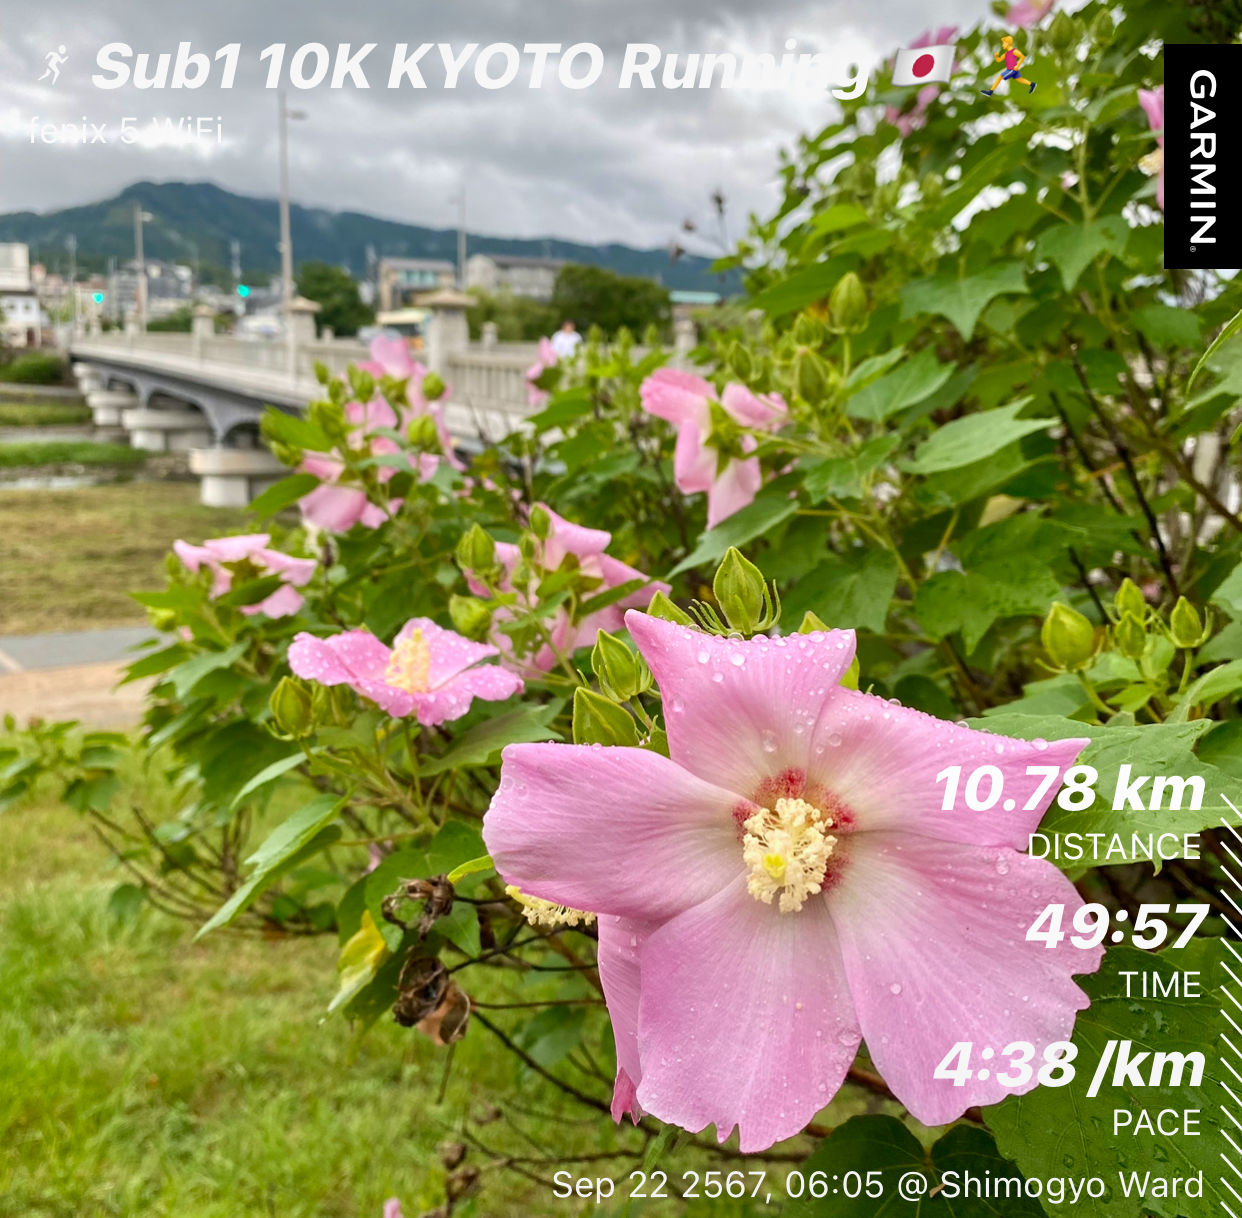 Sub1 10K KYOTO Running 🇯🇵 🏃‍♂️
fenix 5 WiFi
GARMIN
10.78 km
DISTANCE
49:57
TIME
4:38 /km
PACE
Sep 22 2567, 06:05 @ Shimogyo Ward